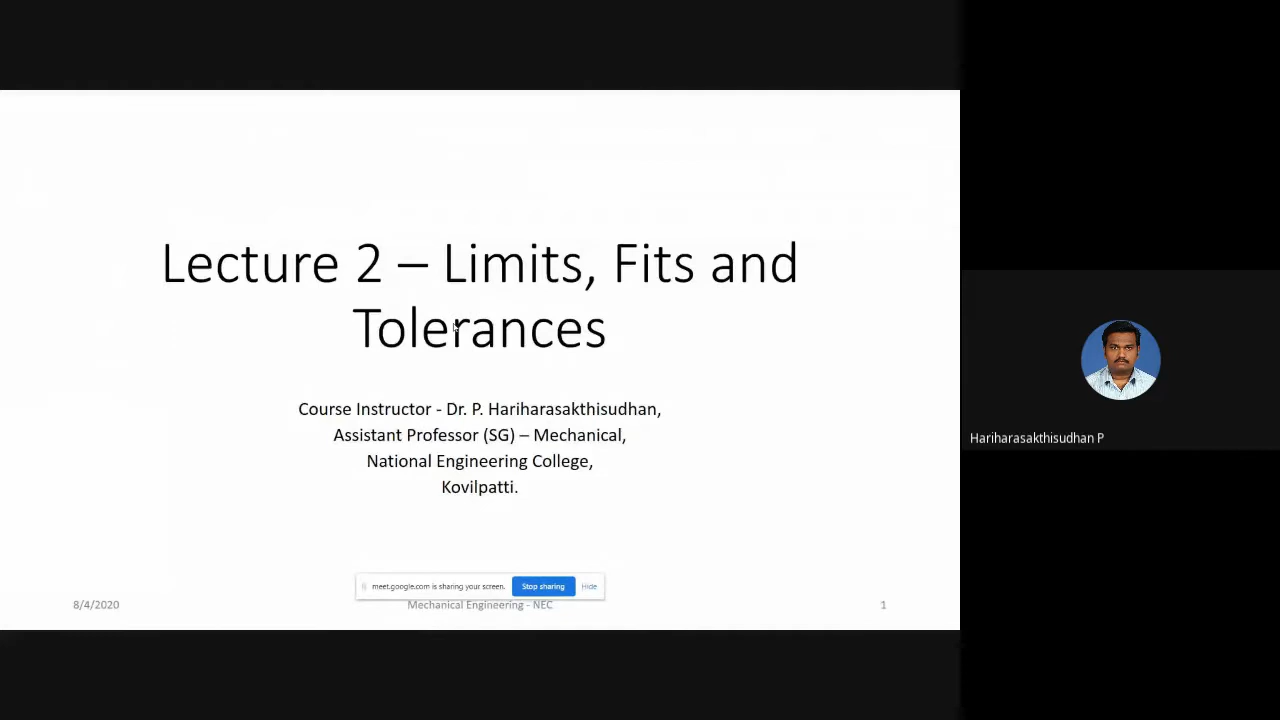 Lecture 2 – Limits, Fits and
Tolerances
Course Instructor - Dr. P. Hariharasakthisudhan,
Assistant Professor (SG) – Mechanical,
National Engineering College,
Kovilpatti.
meet.google.com is sharing your screen. Stop sharing Hide
8/4/2020 Mechanical Engineering - NEC 1
Hariharasakthisudhan P